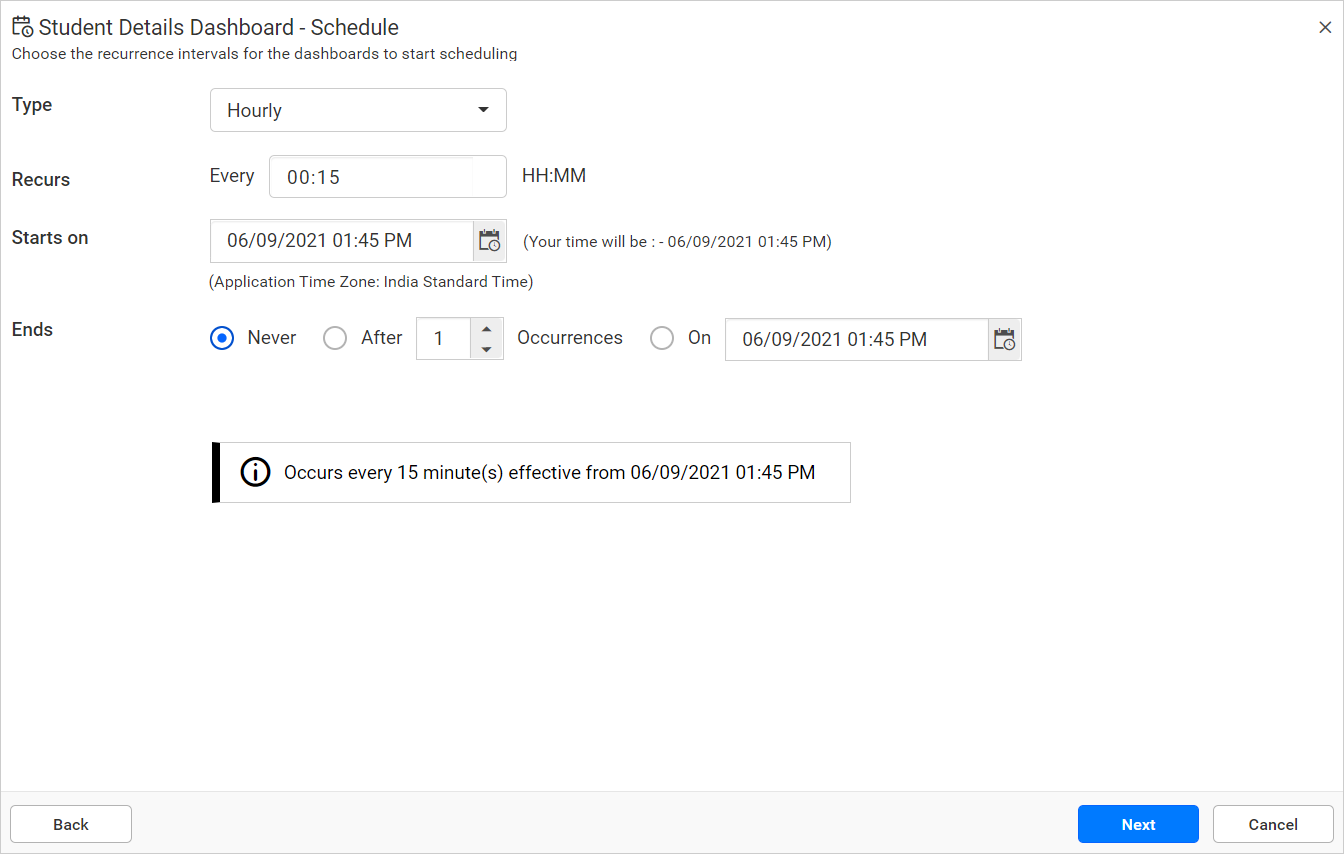 Student Details Dashboard - Schedule
Choose the recurrence intervals for the dashboards to start scheduling
Type Hourly
Recurs Every 00:15 HH:MM
Starts on 06/09/2021 01:45 PM (Your time will be : - 06/09/2021 01:45 PM)
(Application Time Zone: India Standard Time)
Ends Never After 1 Occurrences On 06/09/2021 01:45 PM
Occurs every 15 minute(s) effective from 06/09/2021 01:45 PM
Back Next Cancel